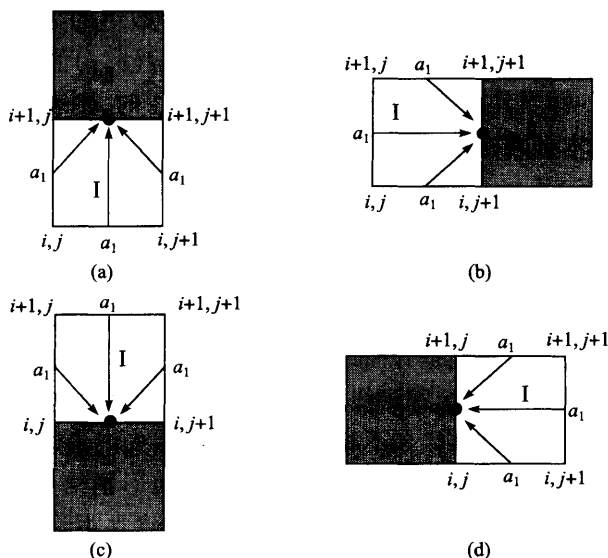 i+1, j i+1, j+1
a₁ I a₁
i, j a₁ i, j+1
(a)
i+1, j a₁ i+1, j+1
a₁ I
i, j a₁ i, j+1
(b)
i+1, j a₁ i+1, j+1
a₁ I a₁
i, j i, j+1
(c)
i+1, j a₁ i+1, j+1
I a₁
i, j a₁ i, j+1
(d)